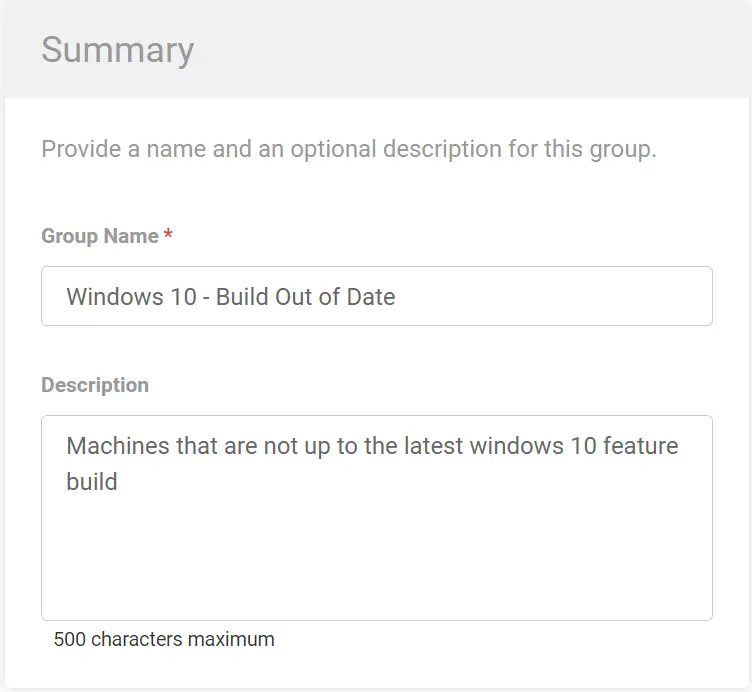 Summary
Provide a name and an optional description for this group.
Group Name *
Windows 10 - Build Out of Date
Description
Machines that are not up to the latest windows 10 feature
build
500 characters maximum